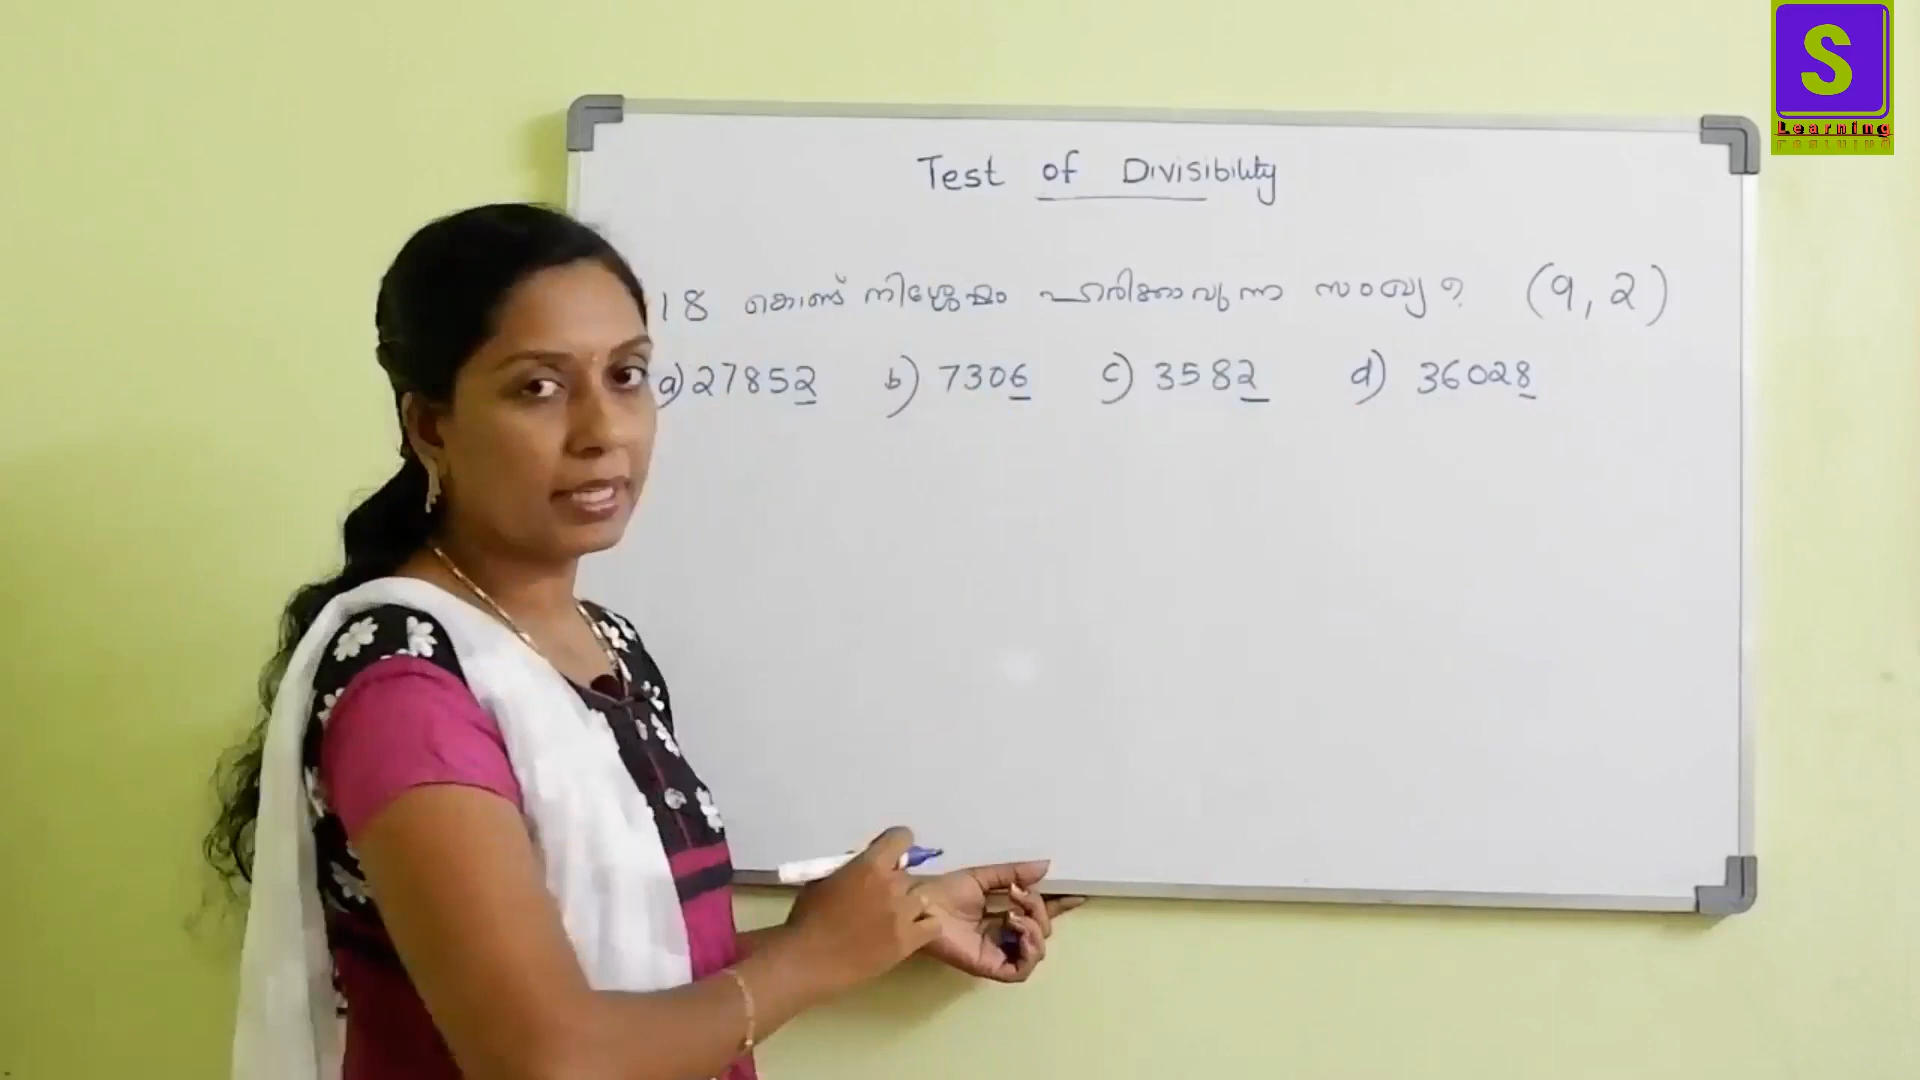 S
Learning
Test of Divisibility
18 കൊണ്ട് നിശ്ശേഷം ഹരിക്കാവുന്ന സംഖ്യ ? (9, 2)
a) 27852 b) 7306 c) 3582 d) 36028